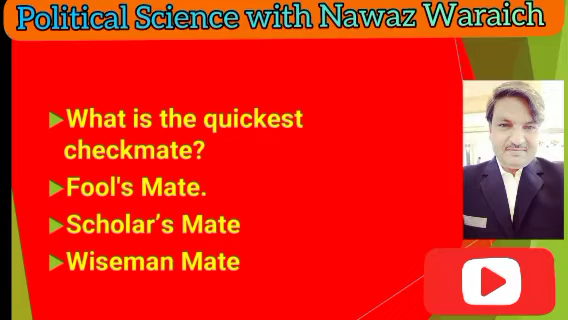 Political Science with Nawaz Waraich
What is the quickest
checkmate?
Fool's Mate.
Scholar’s Mate
Wiseman Mate